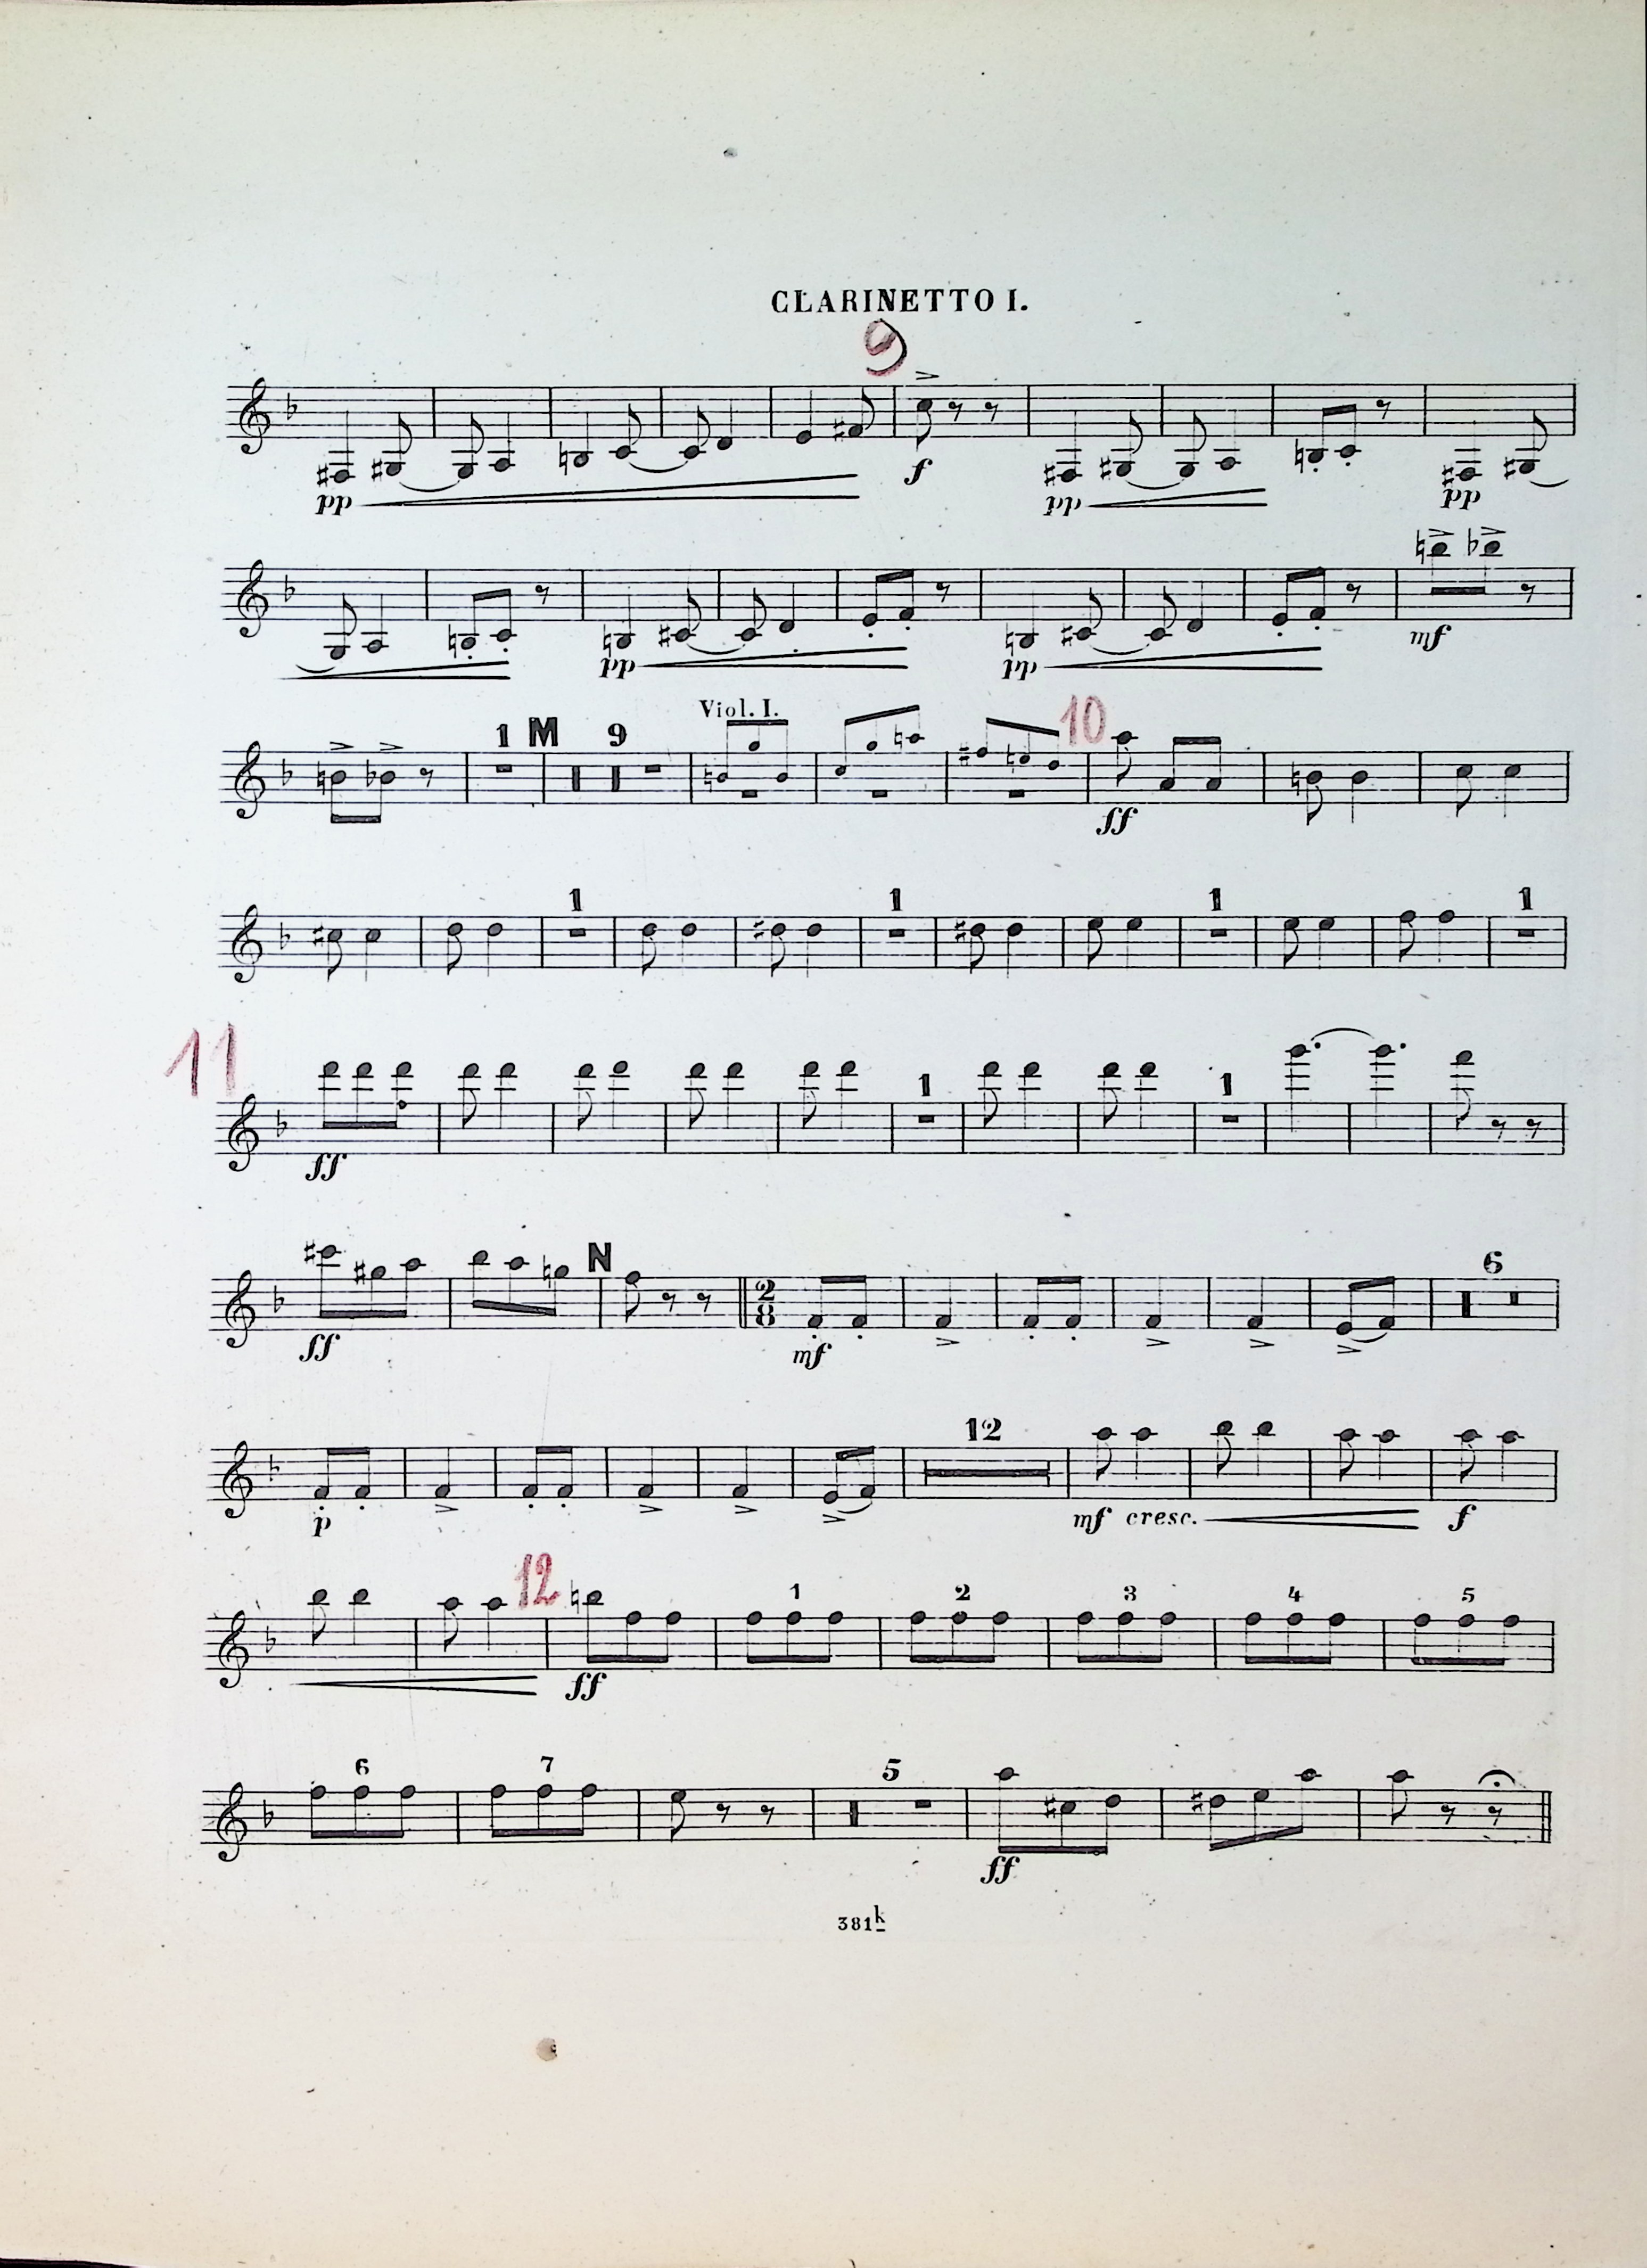 CLARINETTO I.
9
pp f pp pp
pp pp mf
1 M 9 Viol. I. 10
ff
1 1 1 1
11 1 1
ff
N 6
ff 2 8 mf
12
p mf cresc. f
12 1 2 3 4 5
ff
6 7 5
ff
381k